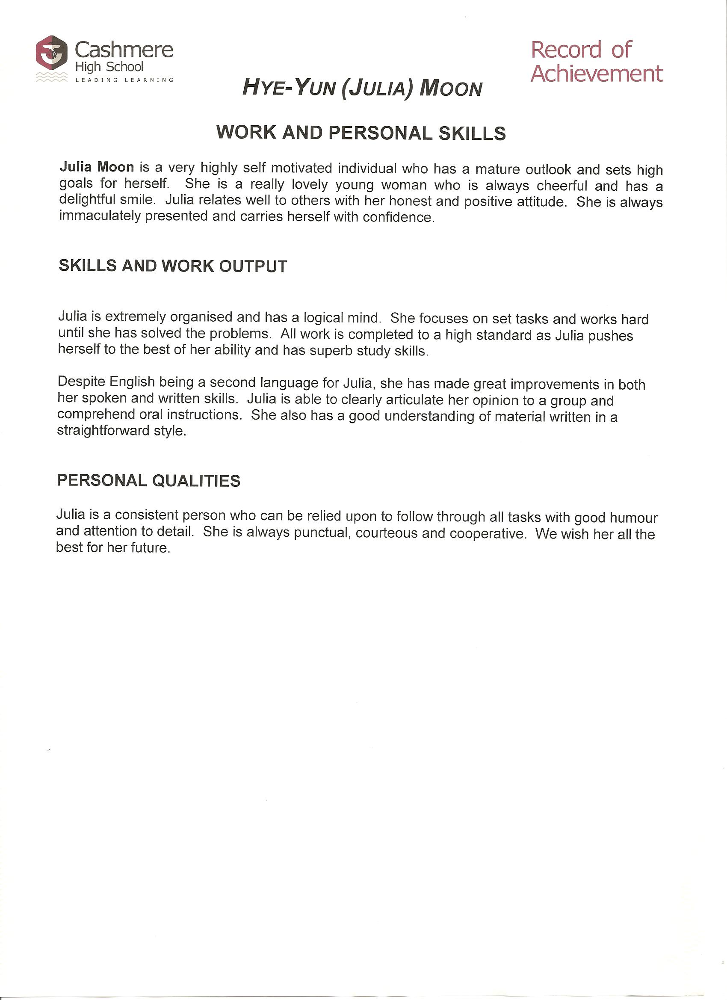 Cashmere
High School
LEADING LEARNING
Record of
Achievement
HYE-YUN (JULIA) MOON
WORK AND PERSONAL SKILLS
Julia Moon is a very highly self motivated individual who has a mature outlook and sets high
goals for herself. She is a really lovely young woman who is always cheerful and has a
delightful smile. Julia relates well to others with her honest and positive attitude. She is always
immaculately presented and carries herself with confidence.
SKILLS AND WORK OUTPUT
Julia is extremely organised and has a logical mind. She focuses on set tasks and works hard
until she has solved the problems. All work is completed to a high standard as Julia pushes
herself to the best of her ability and has superb study skills.
Despite English being a second language for Julia, she has made great improvements in both
her spoken and written skills. Julia is able to clearly articulate her opinion to a group and
comprehend oral instructions. She also has a good understanding of material written in a
straightforward style.
PERSONAL QUALITIES
Julia is a consistent person who can be relied upon to follow through all tasks with good humour
and attention to detail. She is always punctual, courteous and cooperative. We wish her all the
best for her future.